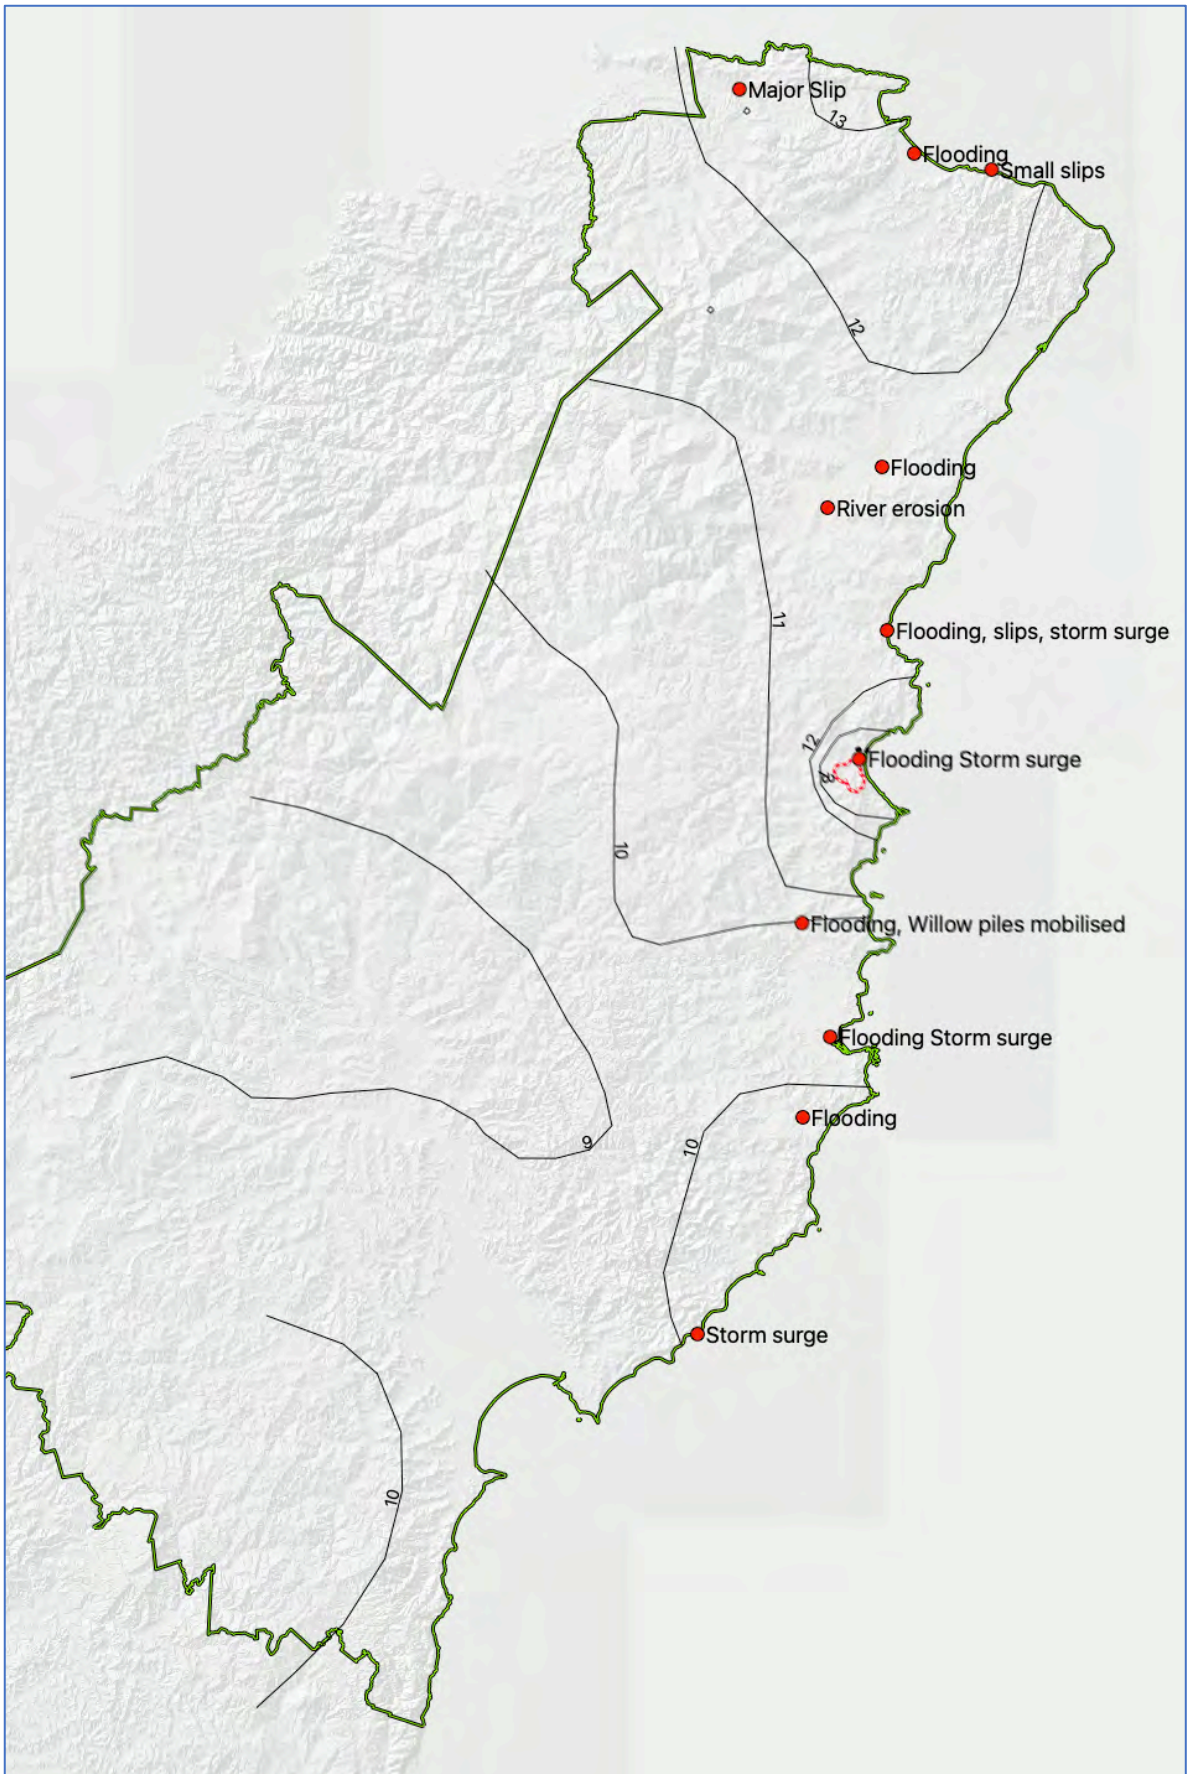 Major Slip
13
Flooding
Small slips
12
Flooding
River erosion
11
Flooding, slips, storm surge
12
Flooding Storm surge
10
Flooding, Willow piles mobilised
Flooding Storm surge
Flooding
9
10
Storm surge
10